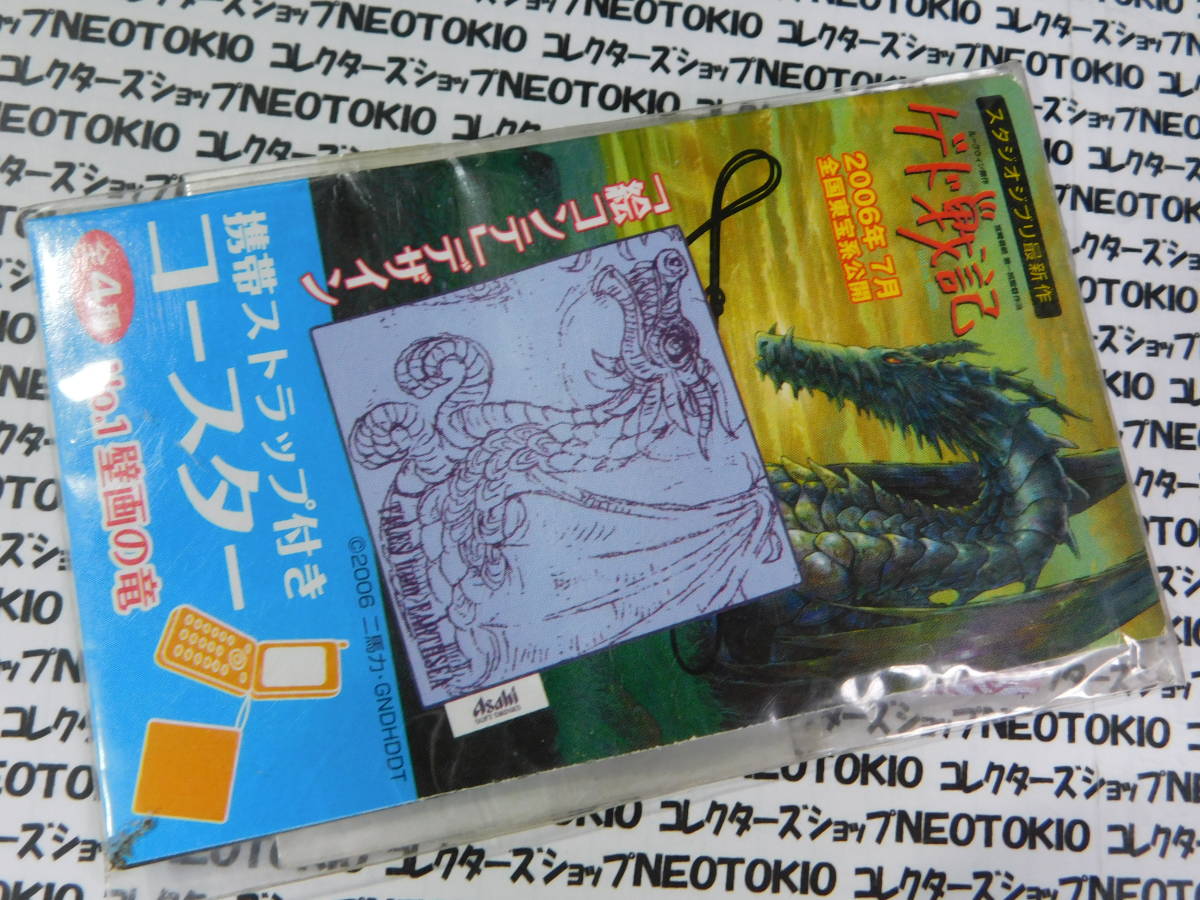 スタジオジブリ最新作
ゲド戦記
2006年7月
全国東宝系公開
「絵コンテ」デザイン
TALES from EARTHSEA
Asahi
©2006 二馬力・GNDHDDT
携帯ストラップ付き
コースター
全4種
No.1 壁画の竜
コレクターズショップNEOTOKIO